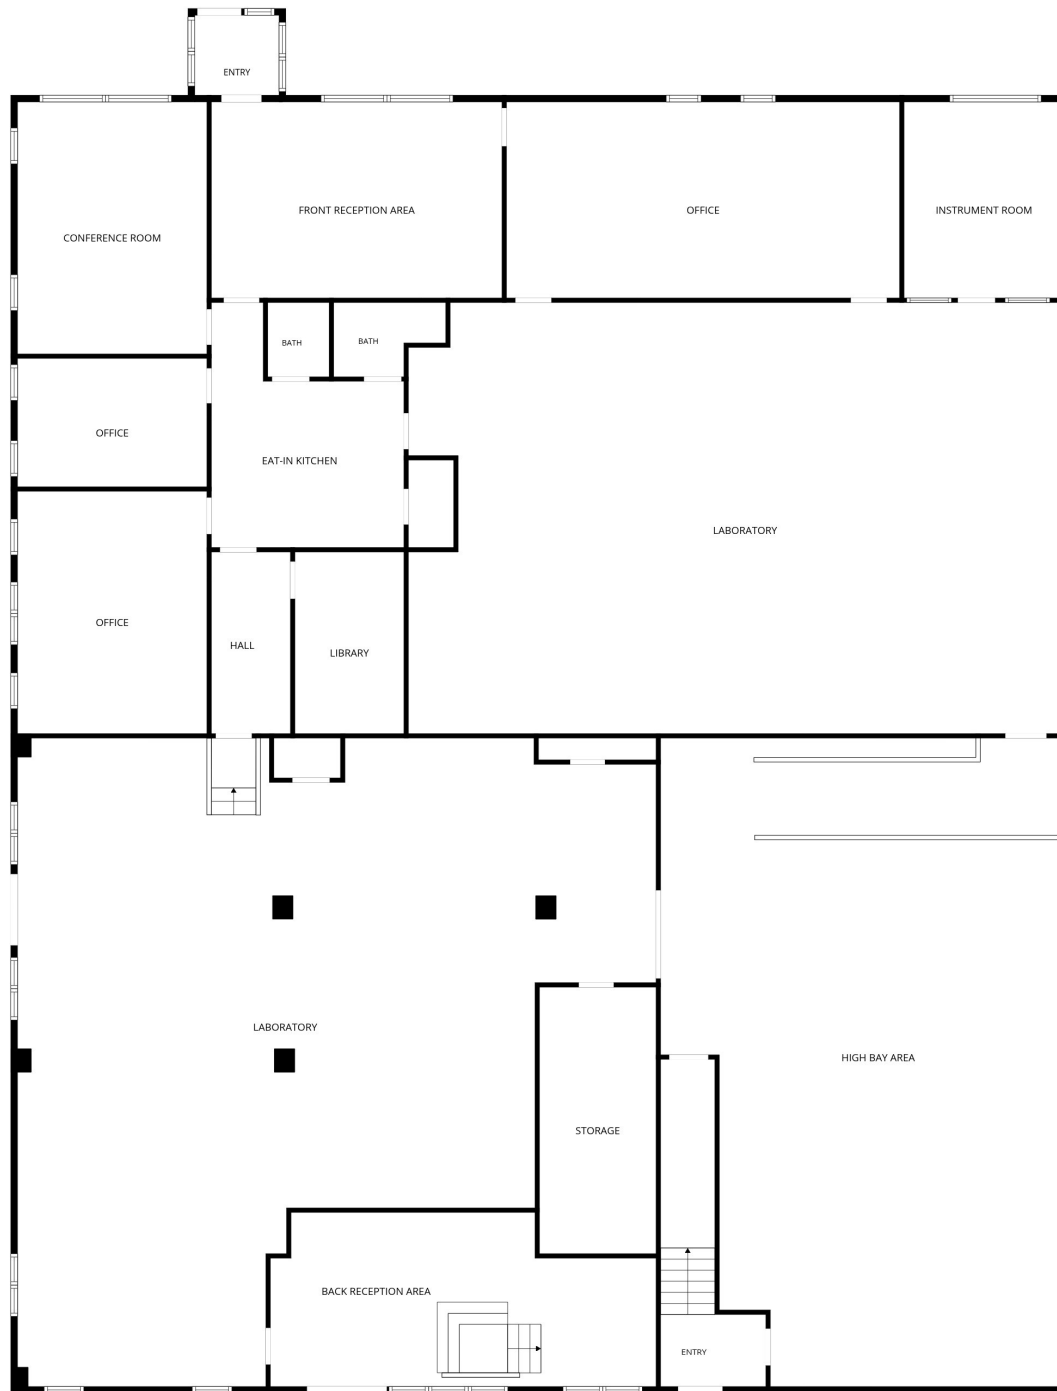 ENTRY
FRONT RECEPTION AREA
OFFICE
INSTRUMENT ROOM
CONFERENCE ROOM
BATH
BATH
OFFICE
EAT-IN KITCHEN
LABORATORY
OFFICE
HALL
LIBRARY
LABORATORY
HIGH BAY AREA
STORAGE
BACK RECEPTION AREA
ENTRY